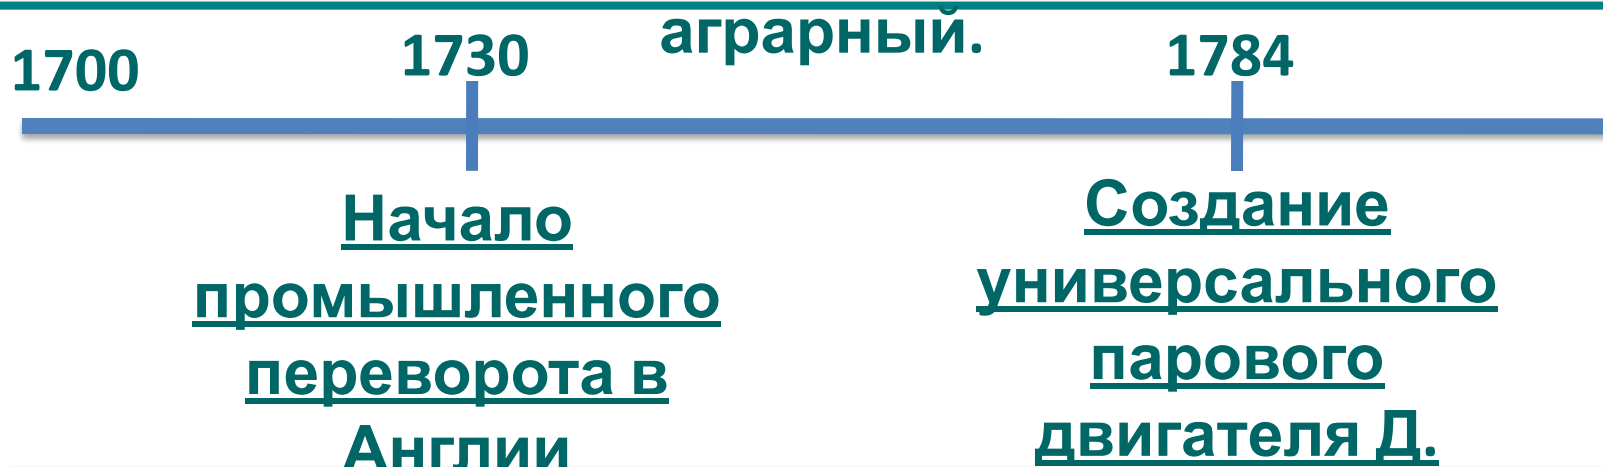 аграрный.
1700
1730
1784
Начало
промышленного
переворота в
Англии
Создание
универсального
парового
двигателя Д.